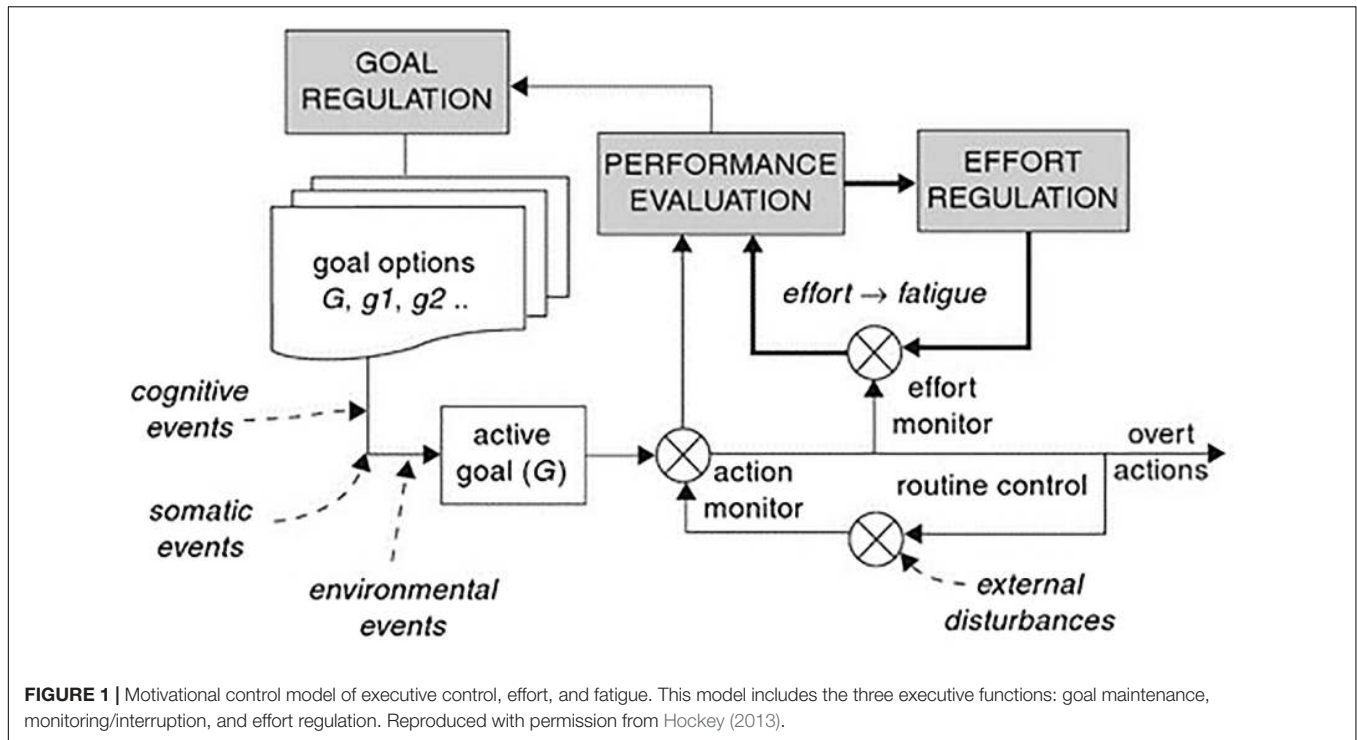 GOAL
REGULATION
PERFORMANCE
EVALUATION
EFFORT
REGULATION
goal options
G, g1, g2 ..
effort → fatigue
cognitive
events
effort
monitor
active
goal (G)
action
monitor
overt
actions
routine control
somatic
events
environmental
events
external
disturbances
FIGURE 1 | Motivational control model of executive control, effort, and fatigue. This model includes the three executive functions: goal maintenance,
monitoring/interruption, and effort regulation. Reproduced with permission from Hockey (2013).